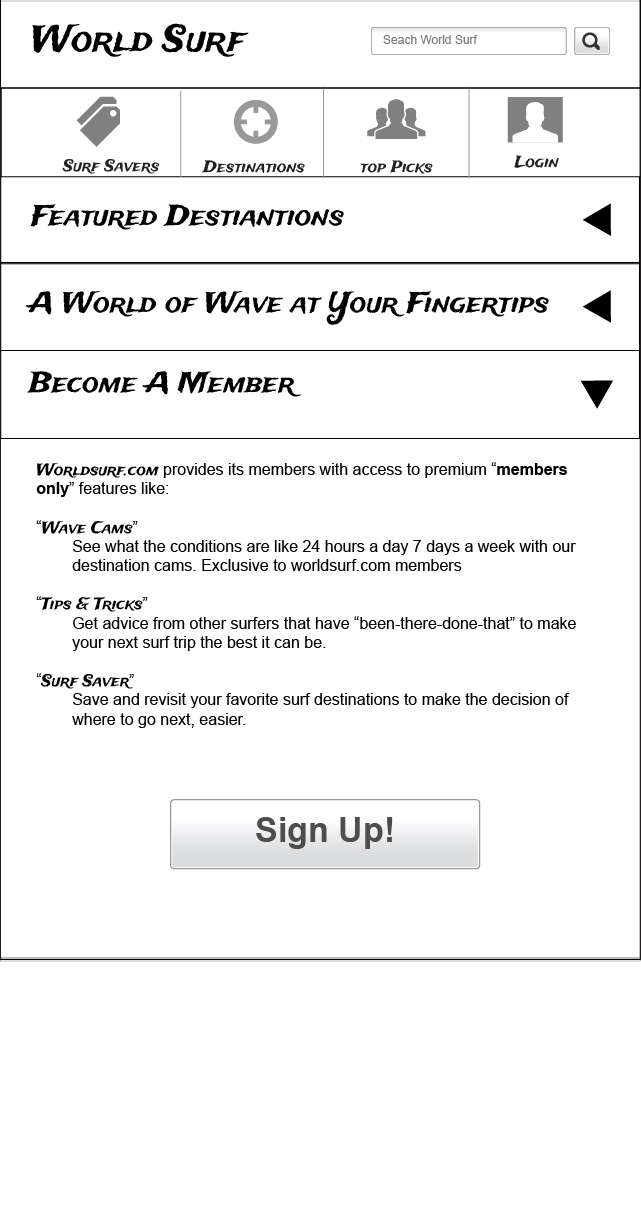 World Surf
Seach World Surf
Surf Savers
Destinations
top Picks
Login
Featured Destiantions
A World of Wave at Your Fingertips
Become A Member
Worldsurf.com provides its members with access to premium “members
only” features like:
“Wave Cams”
See what the conditions are like 24 hours a day 7 days a week with our
destination cams. Exclusive to worldsurf.com members
“Tips & Tricks”
Get advice from other surfers that have “been-there-done-that” to make
your next surf trip the best it can be.
“Surf Saver”
Save and revisit your favorite surf destinations to make the decision of
where to go next, easier.
Sign Up!